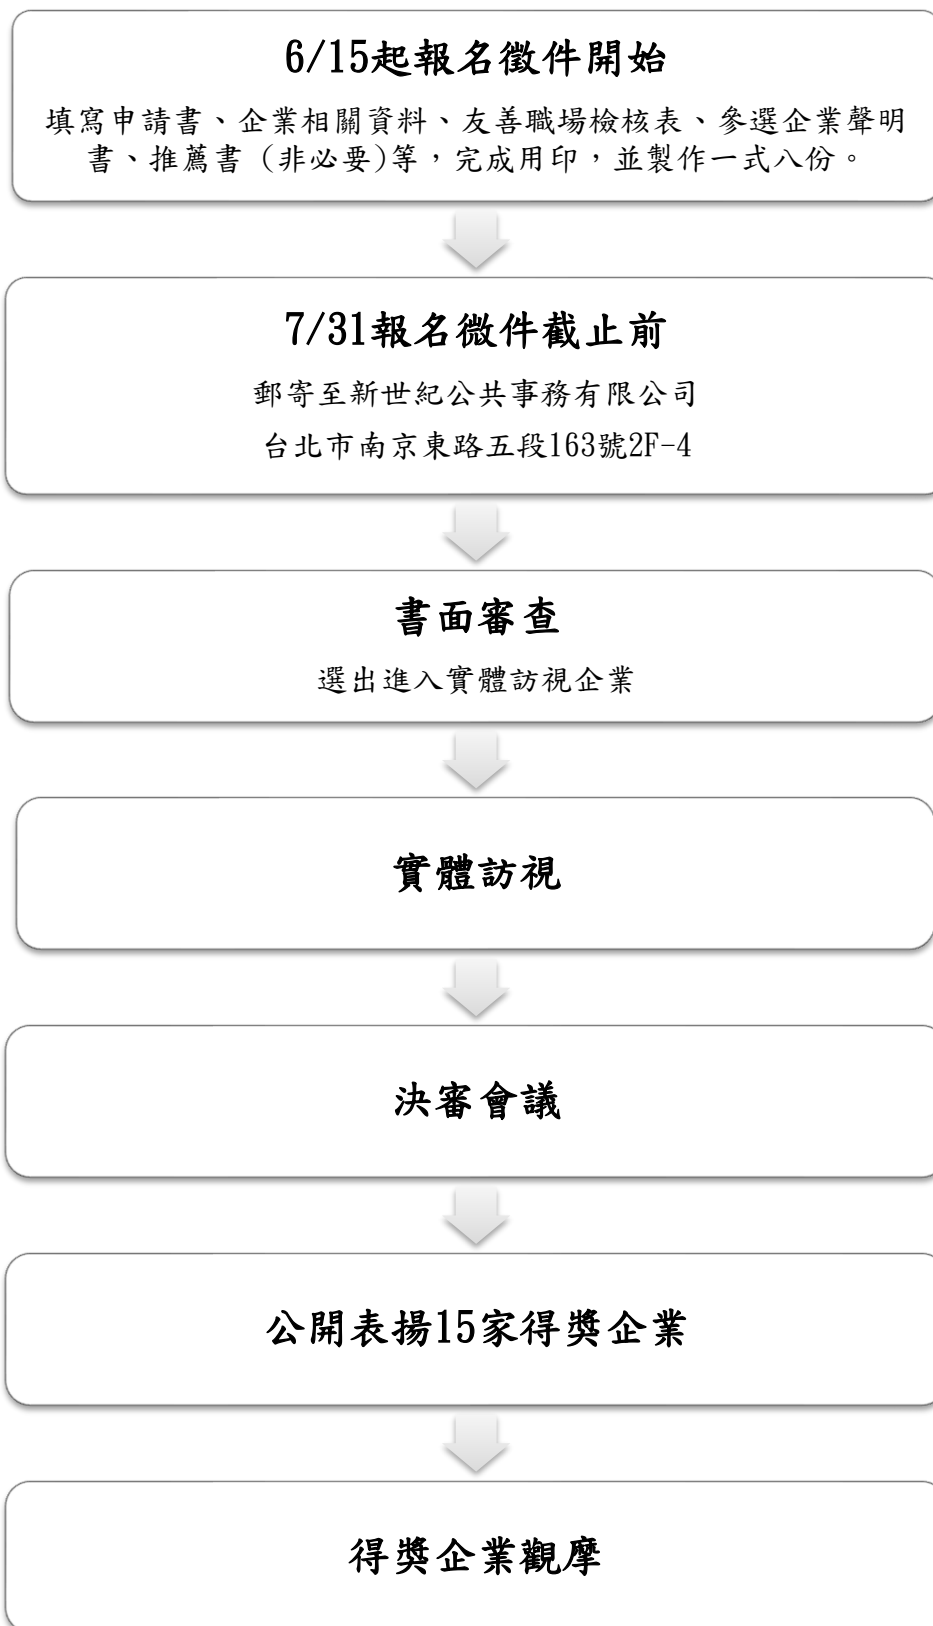 6/15起報名徵件開始
填寫申請書、企業相關資料、友善職場檢核表、參選企業聲明
書、推薦書 (非必要)等，完成用印，並製作一式八份。
7/31報名微件截止前
郵寄至新世紀公共事務有限公司
台北市南京東路五段163號2F-4
書面審查
選出進入實體訪視企業
實體訪視
決審會議
公開表揚15家得獎企業
得獎企業觀摩